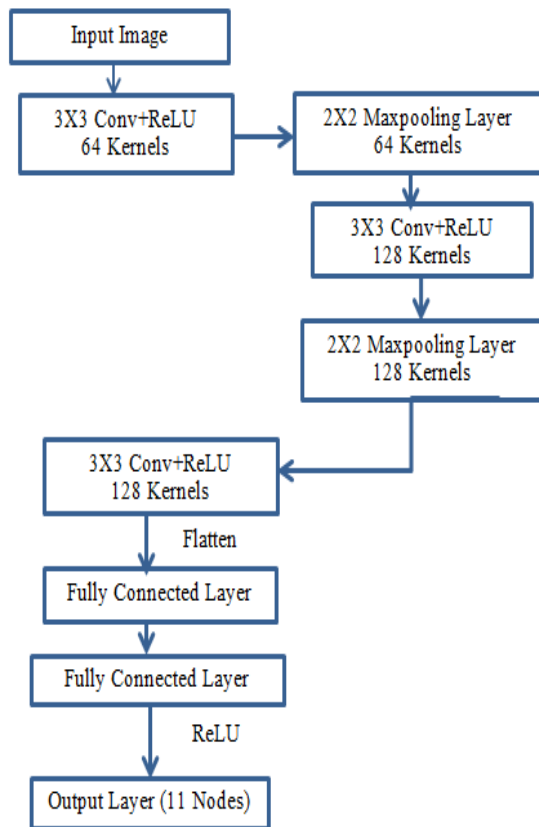 Input Image
3X3 Conv+ReLU
64 Kernels
2X2 Maxpooling Layer
64 Kernels
3X3 Conv+ReLU
128 Kernels
2X2 Maxpooling Layer
128 Kernels
3X3 Conv+ReLU
128 Kernels
Flatten
Fully Connected Layer
Fully Connected Layer
ReLU
Output Layer (11 Nodes)